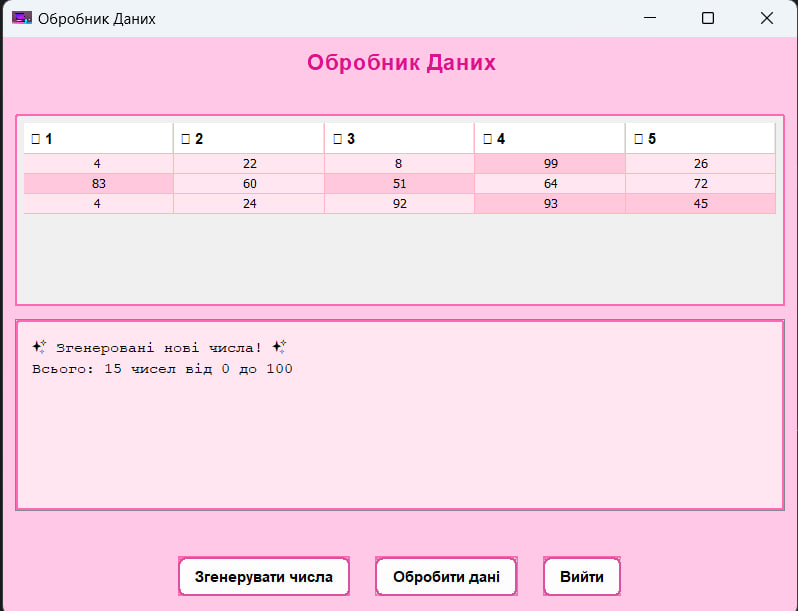 Обробник Даних
Обробник Даних
1 2 3 4 5
4 22 8 99 26
83 60 51 64 72
4 24 92 93 45
✨ Згенеровані нові числа! ✨
Всього: 15 чисел від 0 до 100
Згенерувати числа Обробити дані Вийти